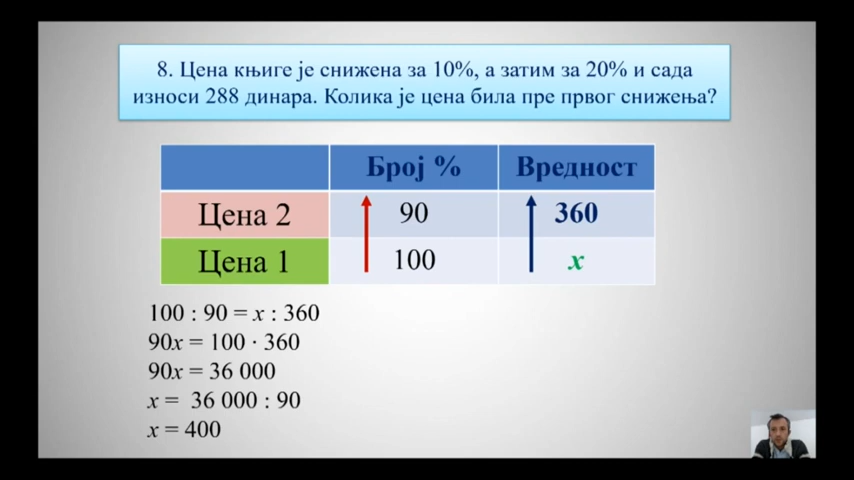 8. Цена књиге је снижена за 10%, а затим за 20% и сада
износи 288 динара. Колика је цена била пре првог снижења?
Број % Вредност
Цена 2 90 360
Цена 1 100 x
100 : 90 = x : 360
90x = 100 · 360
90x = 36 000
x = 36 000 : 90
x = 400